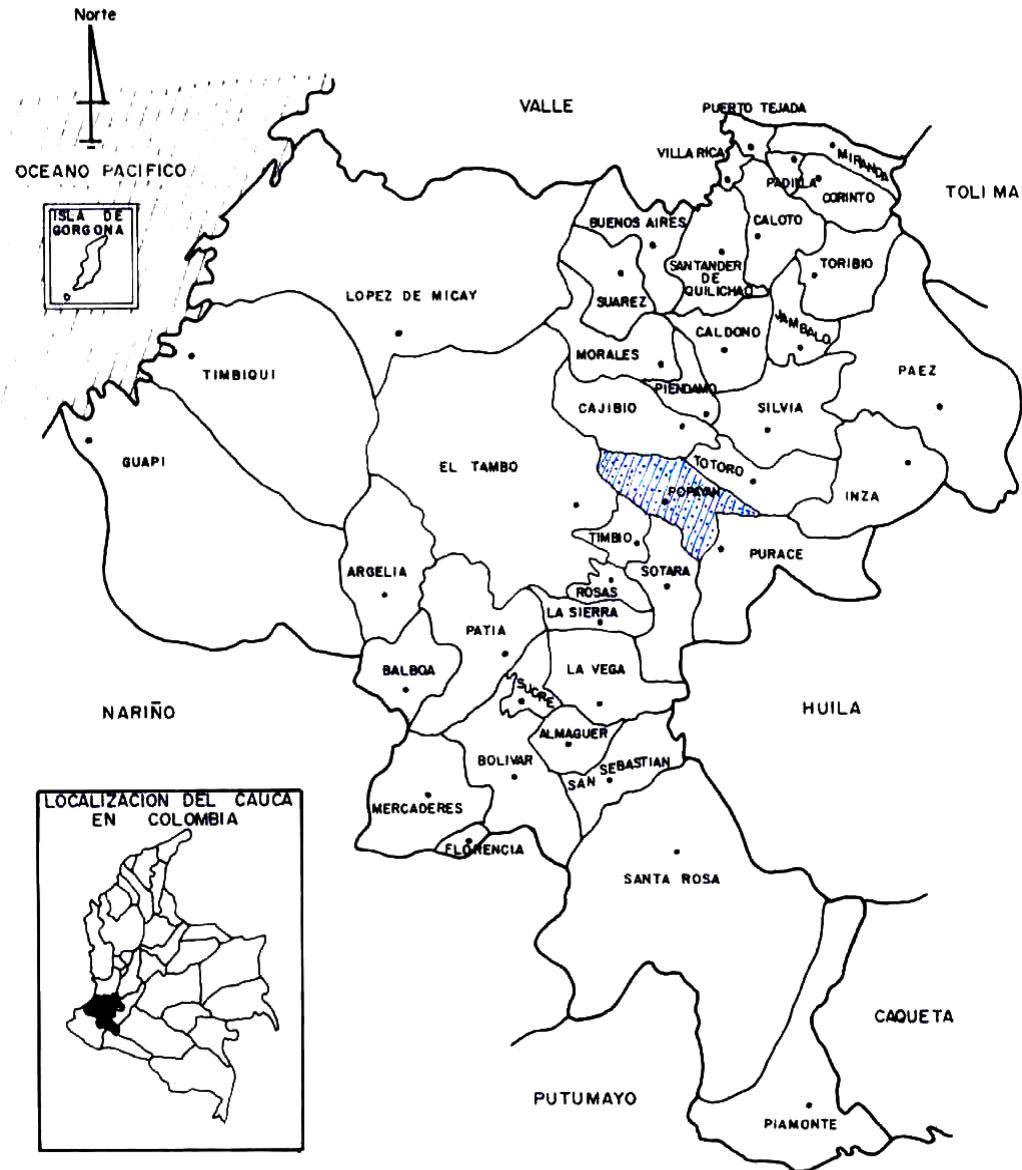 Norte
VALLE
PUERTO TEJADA
OCEANO PACIFICO
VILLA RICA
MIRANDA
PADILLA
CORINTO
TOLIMA
ISLA DE
GORGONA
BUENOS AIRES
CALOTO
SANTANDER
DE
QUILICHAO
TORIBIO
LOPEZ DE MICAY
SUAREZ
CALDONO
JAMBALO
TIMBIQUI
MORALES
PAEZ
PIENDAMO
CAJIBIO
SILVIA
GUAPI
EL TAMBO
TOTORO
POPAYAN
INZA
TIMBIO
PURACE
ARGELIA
SOTARA
ROSAS
LA SIERRA
PATIA
BALBOA
LA VEGA
SUCRE
NARIÑO
HUILA
ALMAGUER
BOLIVAR
SAN SEBASTIAN
MERCADERES
FLORENCIA
SANTA ROSA
LOCALIZACION DEL CAUCA
EN COLOMBIA
CAQUETA
PUTUMAYO
PIAMONTE